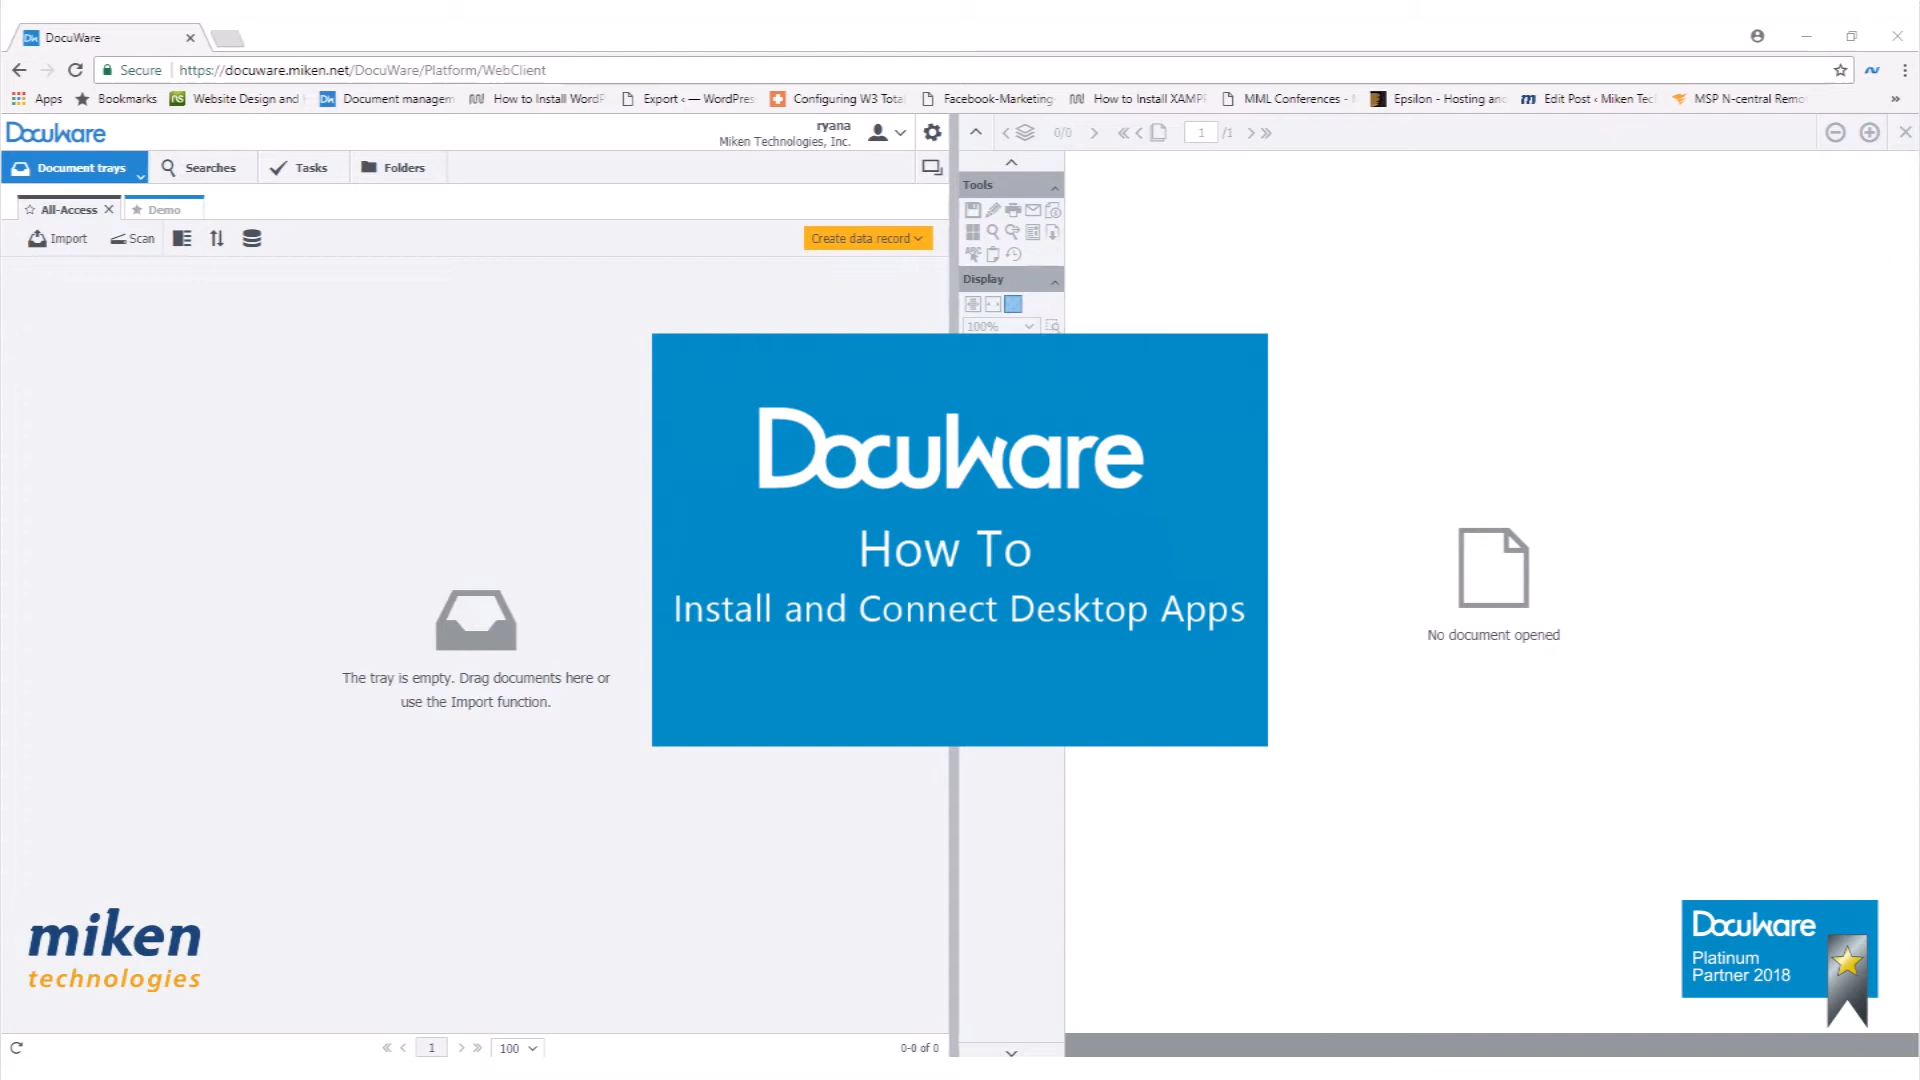 DW DocuWare
Secure https://docuware.miken.net/DocuWare/Platform/WebClient
Apps Bookmarks Website Design and Document managem How to Install WordP Export ‹ — WordPres Configuring W3 Tota Facebook-Marketing How to Install XAMP MML Conferences - Epsilon - Hosting and Edit Post ‹ Miken Tec MSP N-central Remo »
DocuWare
ryana
Miken Technologies, Inc.
0/0 1 /1
Document trays Searches Tasks Folders
Tools
All-Access Demo
Import Scan Create data record
ABC
Display
100%
DocuWare
How To
Install and Connect Desktop Apps
No document opened
The tray is empty. Drag documents here or
use the Import function.
miken
technologies
DocuWare
Platinum
Partner 2018
1 100 0-0 of 0